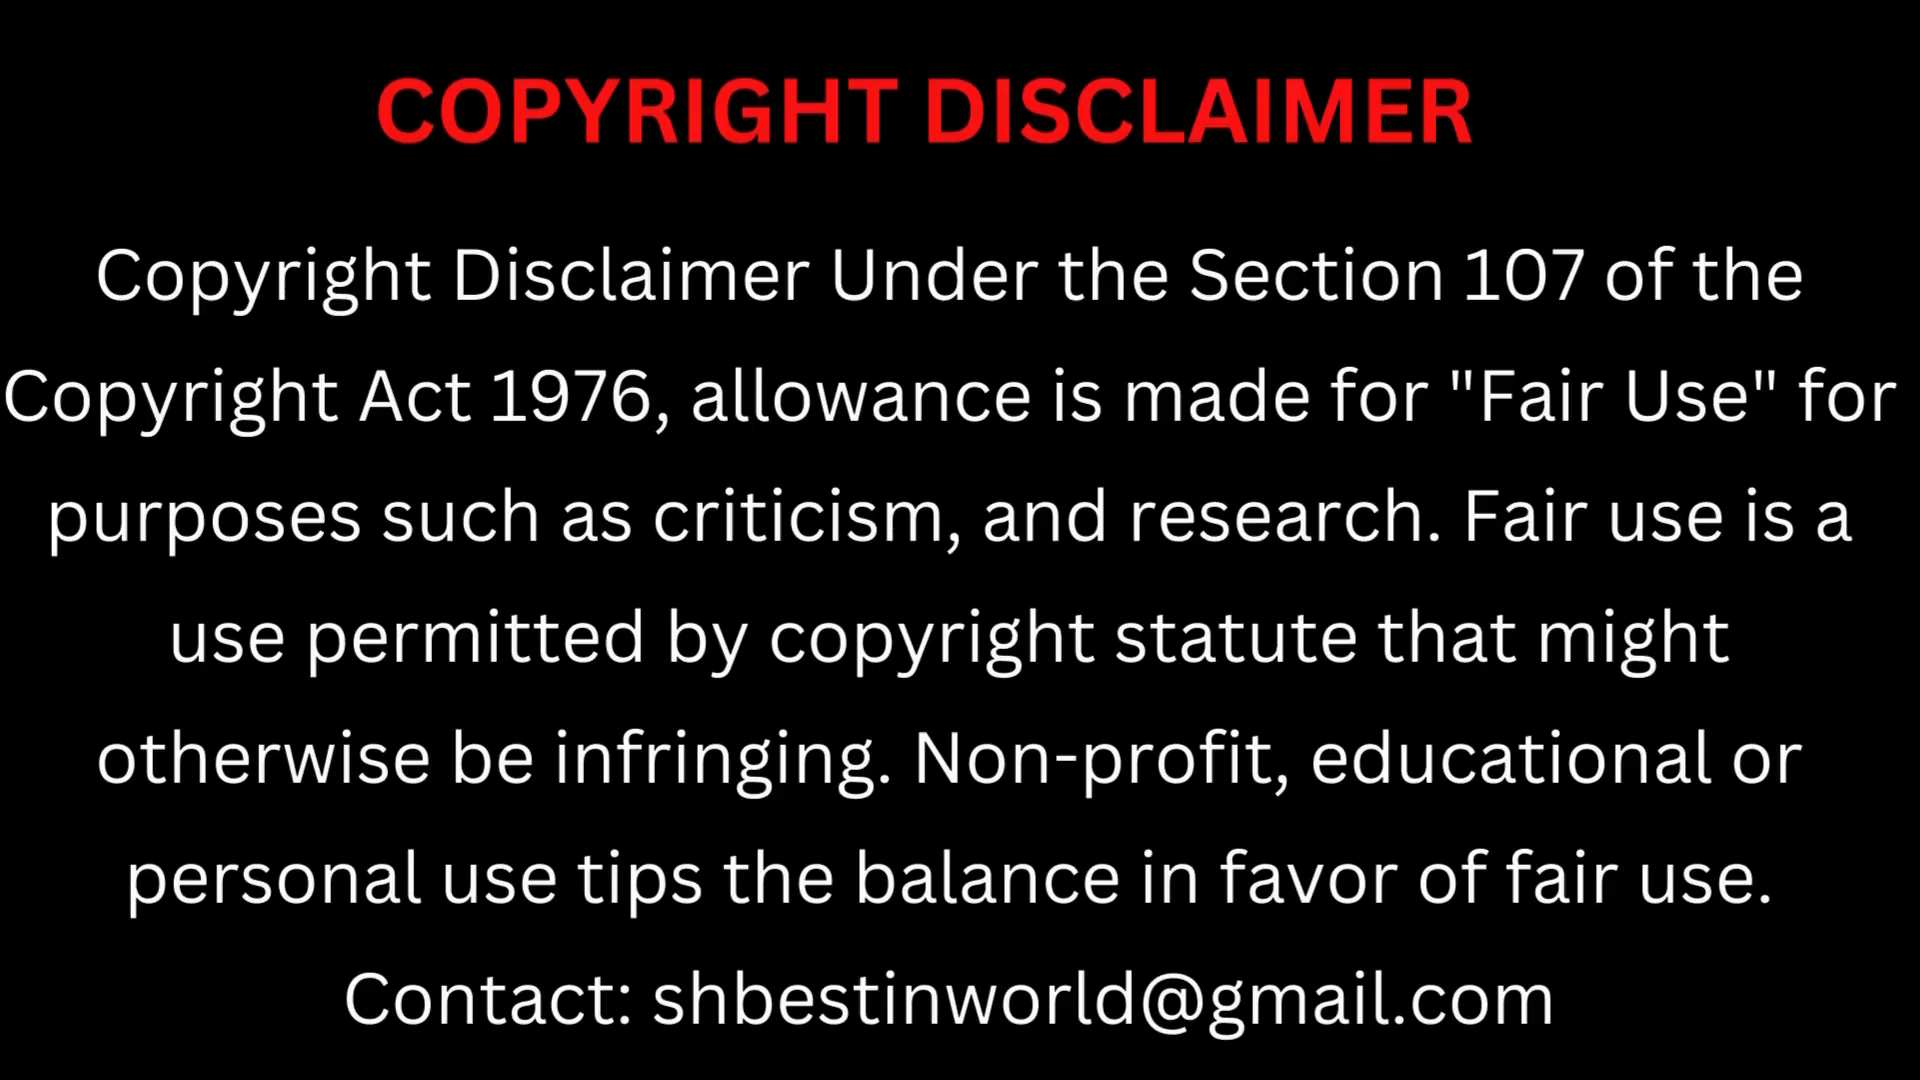 COPYRIGHT DISCLAIMER
Copyright Disclaimer Under the Section 107 of the
Copyright Act 1976, allowance is made for "Fair Use" for
purposes such as criticism, and research. Fair use is a
use permitted by copyright statute that might
otherwise be infringing. Non-profit, educational or
personal use tips the balance in favor of fair use.
Contact: shbestinworld@gmail.com